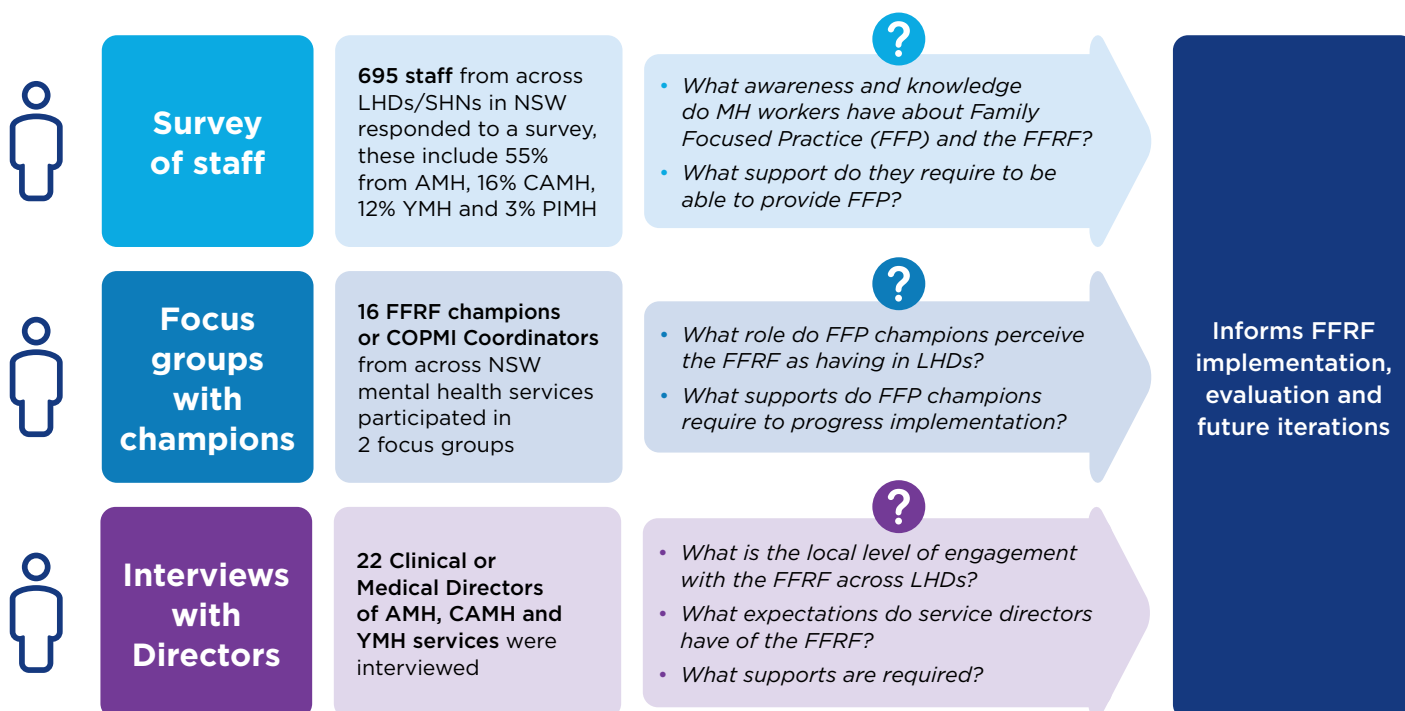 Survey
of staff
695 staff from across
LHDs/SHNs in NSW
responded to a survey,
these include 55%
from AMH, 16% CAMH,
12% YMH and 3% PIMH
?
• What awareness and knowledge
do MH workers have about Family
Focused Practice (FFP) and the FFRF?
• What support do they require to be
able to provide FFP?
Focus
groups
with
champions
16 FFRF champions
or COPMI Coordinators
from across NSW
mental health services
participated in
2 focus groups
?
• What role do FFP champions perceive
the FFRF as having in LHDs?
• What supports do FFP champions
require to progress implementation?
Interviews
with
Directors
22 Clinical or
Medical Directors
of AMH, CAMH and
YMH services were
interviewed
?
• What is the local level of engagement
with the FFRF across LHDs?
• What expectations do service directors
have of the FFRF?
• What supports are required?
Informs FFRF
implementation,
evaluation and
future iterations